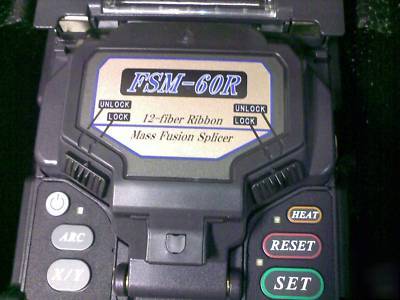 FSM-60R
UNLOCK UNLOCK
LOCK LOCK
12-fiber Ribbon
Mass Fusion Splicer
HEAT
ARC RESET
X/Y SET